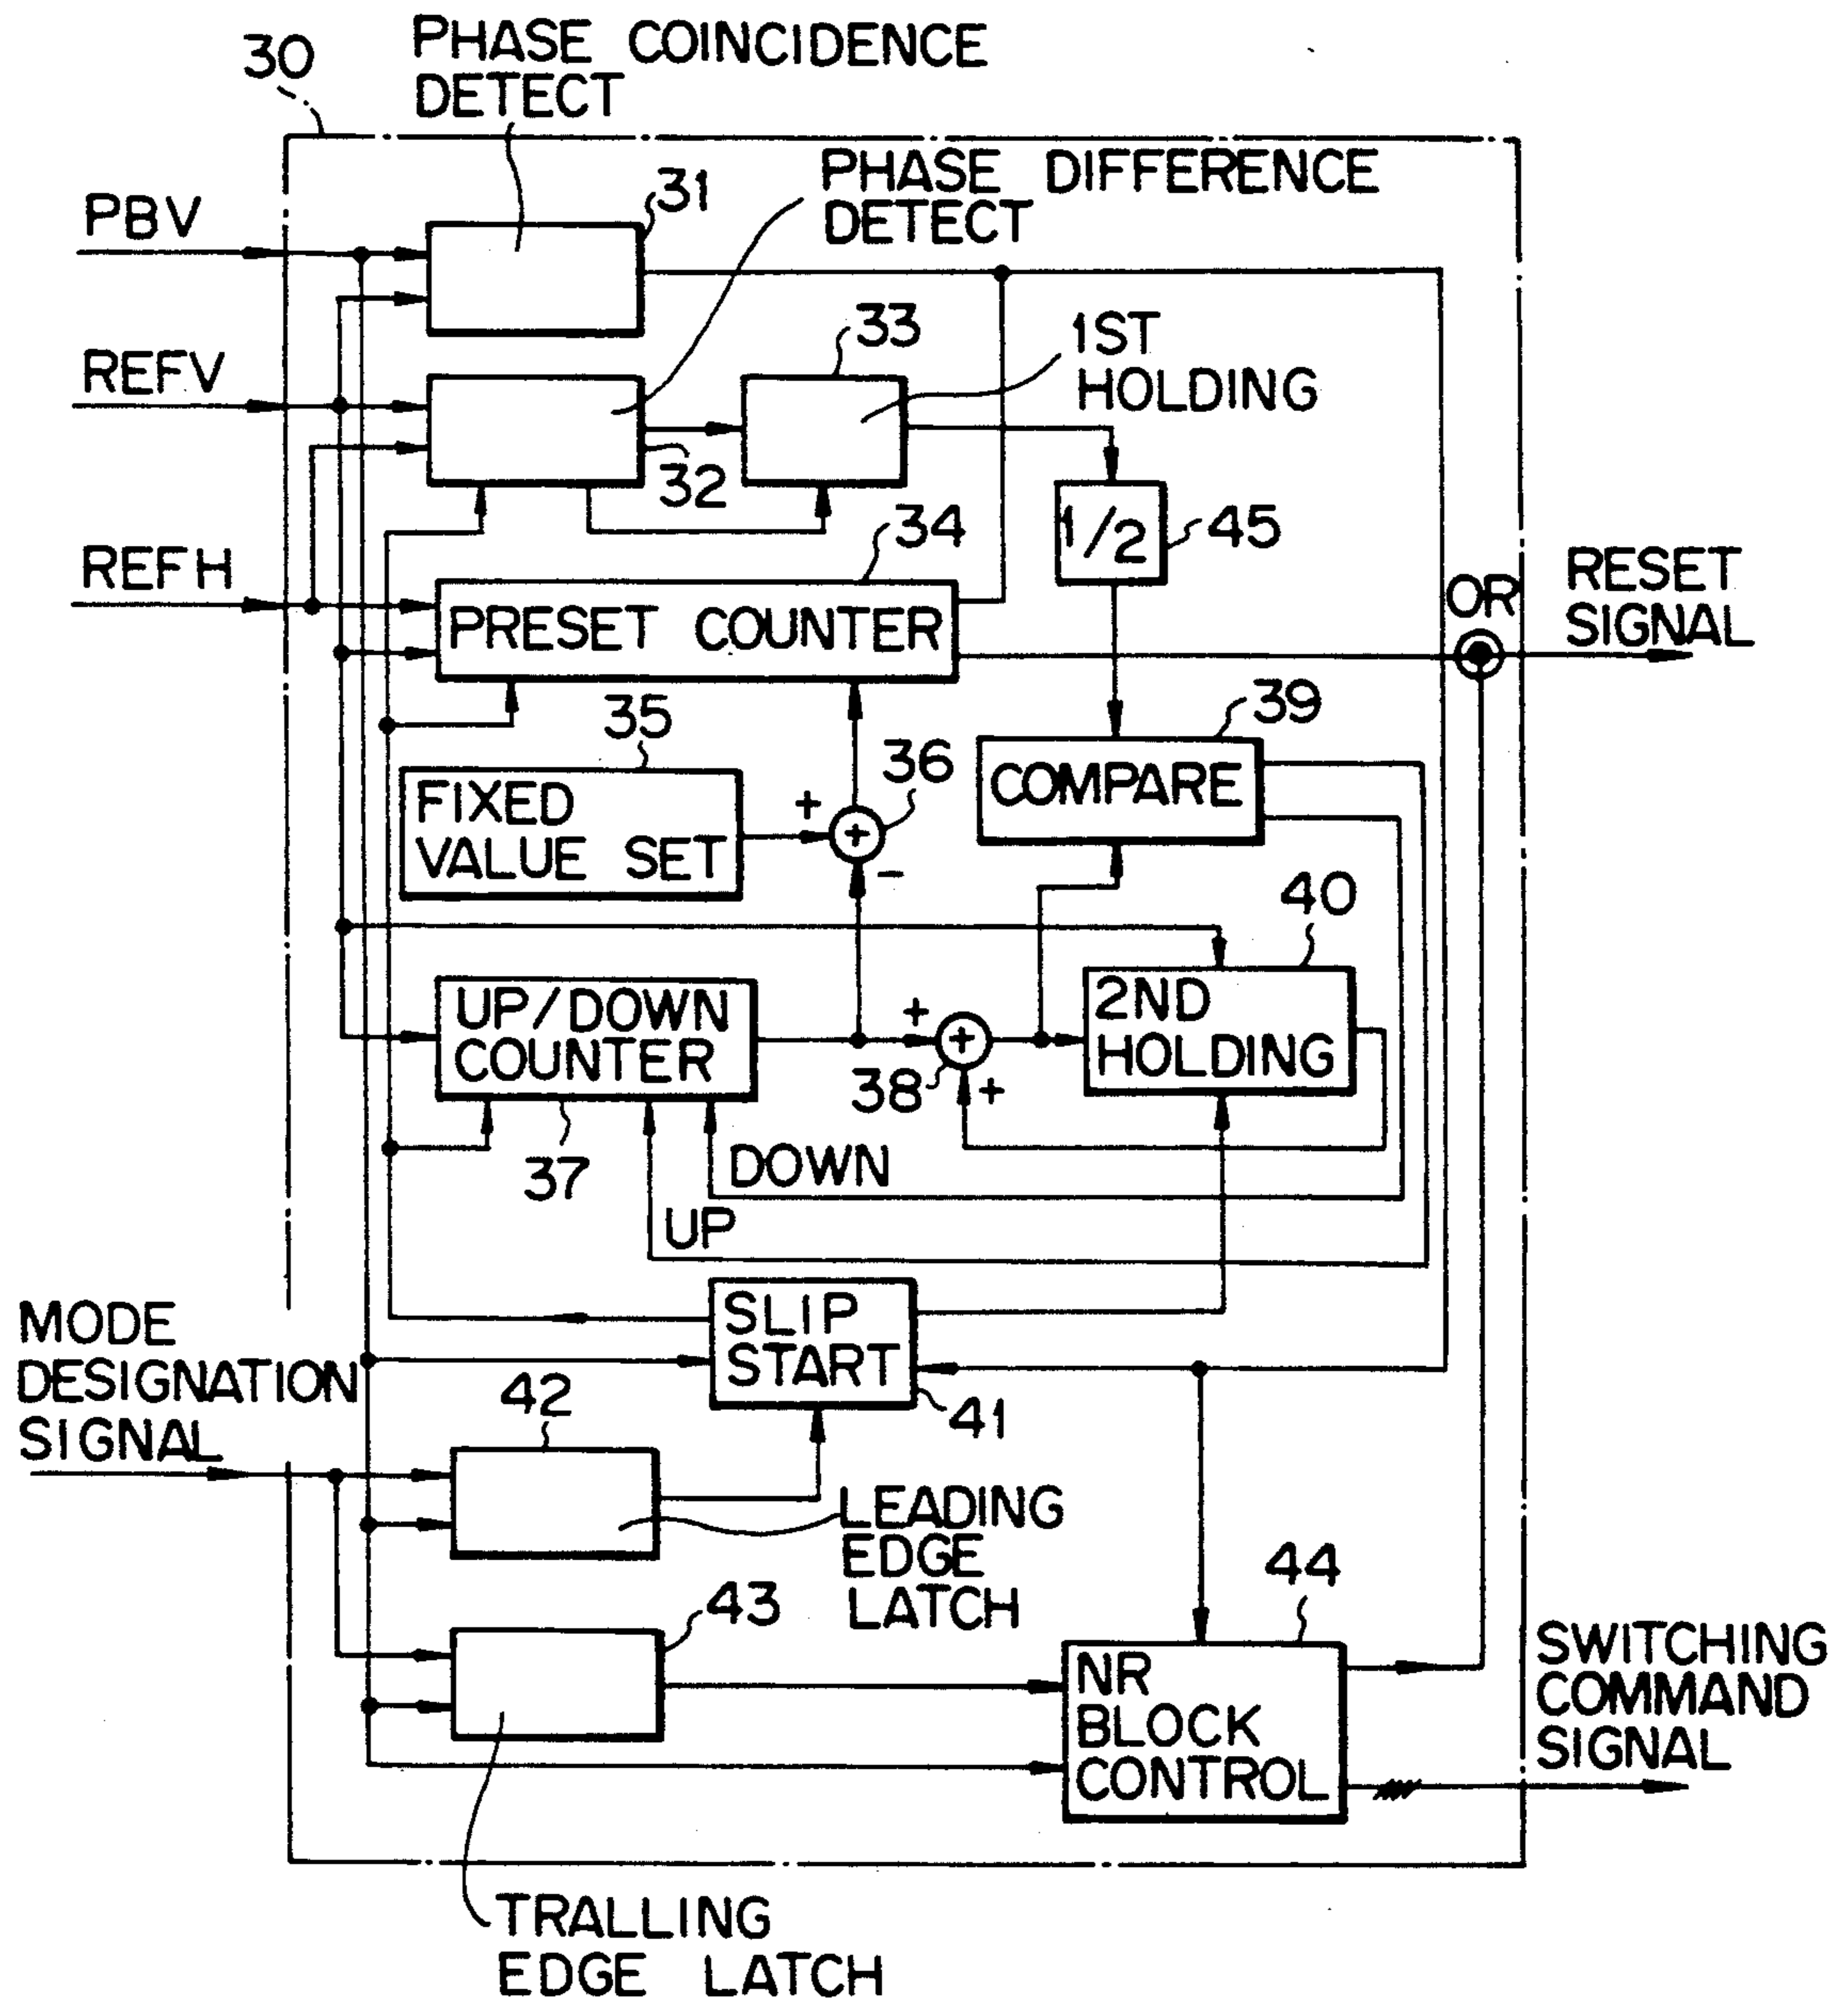 PHASE COINCIDENCE
DETECT
30
PHASE DIFFERENCE
DETECT
31
PBV
33
1ST
HOLDING
REFV
32
34
1/2
45
REFH
PRESET COUNTER
OR
RESET
SIGNAL
35
36
39
FIXED
VALUE SET
+
+
-
COMPARE
40
UP/DOWN
COUNTER
+
+
38
+
2ND
HOLDING
37
DOWN
UP
SLIP
START
41
MODE
DESIGNATION
SIGNAL
42
LEADING
EDGE
LATCH
43
44
NR
BLOCK
CONTROL
SWITCHING
COMMAND
SIGNAL
TRALLING
EDGE LATCH